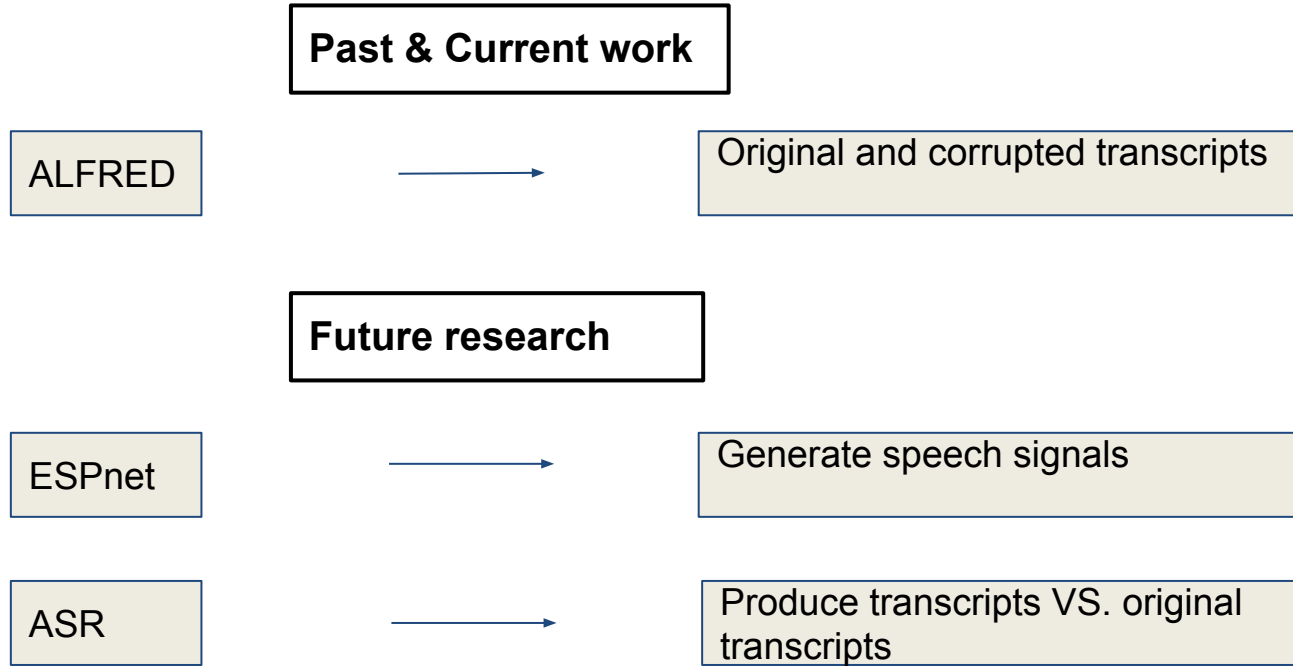 Past & Current work
ALFRED
Original and corrupted transcripts
Future research
ESPnet
Generate speech signals
ASR
Produce transcripts VS. original
transcripts